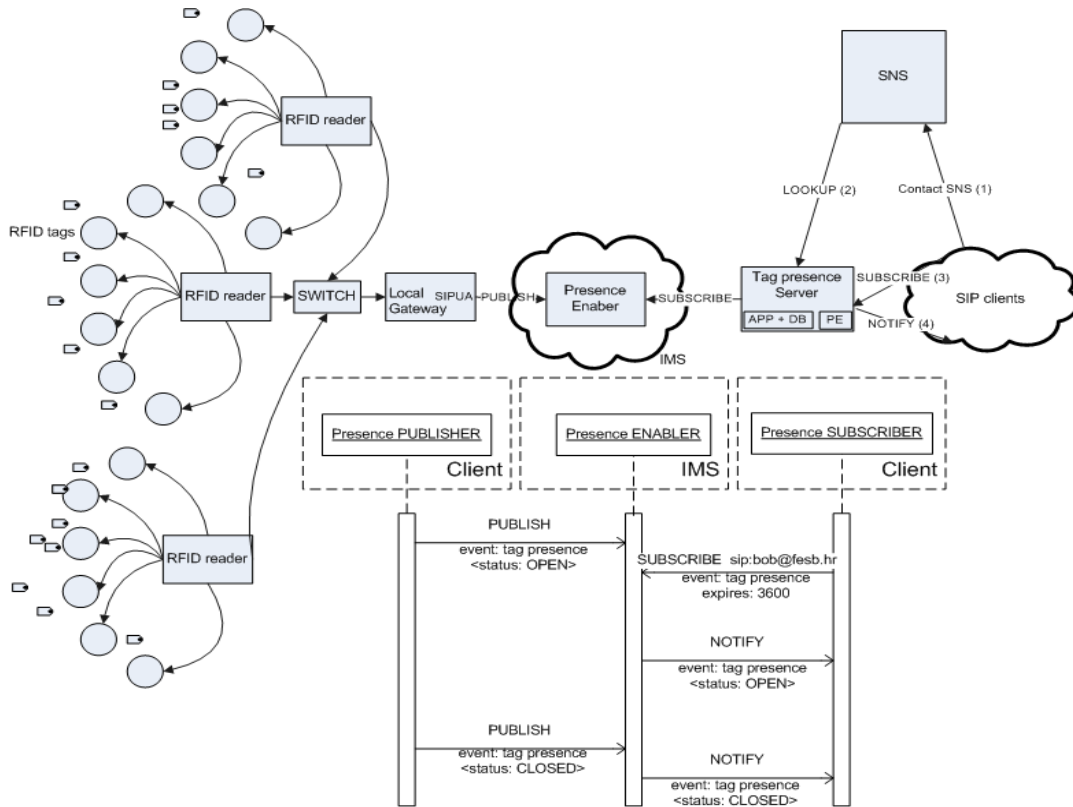 SNS
RFID reader
LOOKUP (2)
Contact SNS (1)
RFID tags
RFID reader
SWITCH
Local
Gateway
SIPUA
PUBLISH
Presence
Enaber
IMS
SUBSCRIBE
Tag presence
Server
APP + DB
PE
SUBSCRIBE (3)
NOTIFY (4)
SIP clients
RFID reader
Presence PUBLISHER
Client
Presence ENABLER
IMS
Presence SUBSCRIBER
Client
PUBLISH
event: tag presence
<status: OPEN>
SUBSCRIBE sip:bob@fesb.hr
event: tag presence
expires: 3600
NOTIFY
event: tag presence
<status: OPEN>
PUBLISH
event: tag presence
<status: CLOSED>
NOTIFY
event: tag presence
<status: CLOSED>